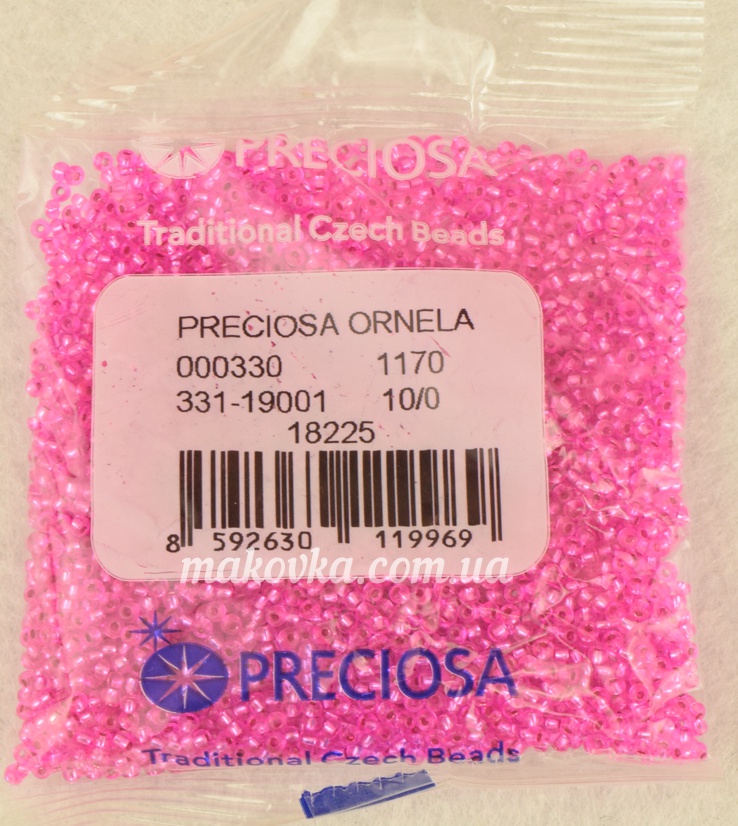 PRECIOSA
Traditional Czech Beads
PRECIOSA ORNELA
000330 1170
331-19001 10/0
18225
8 592630 119969
makovka.com.ua
PRECIOSA
Traditional Czech Beads